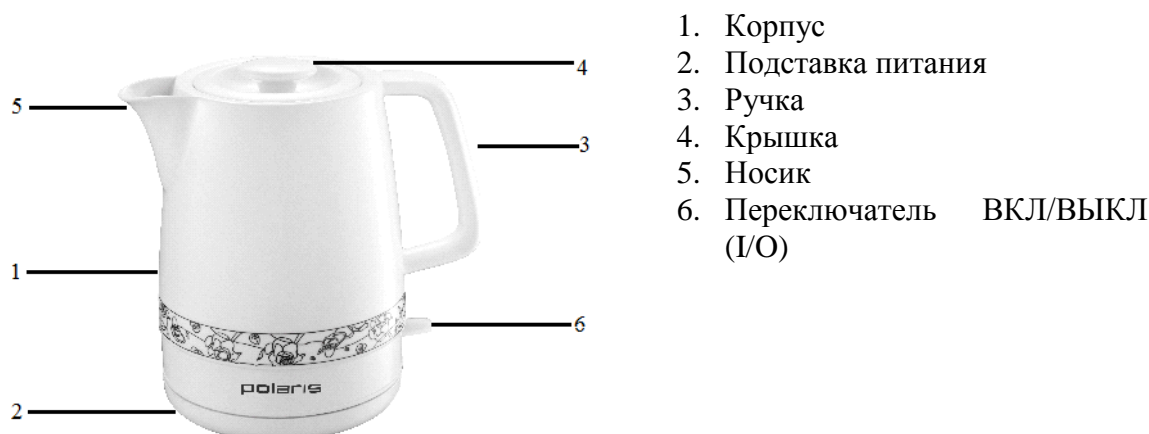 1. Корпус
2. Подставка питания
3. Ручка
4. Крышка
5. Носик
6. Переключатель ВКЛ/ВЫКЛ
(I/O)
4
5
3
1
6
polaris
2